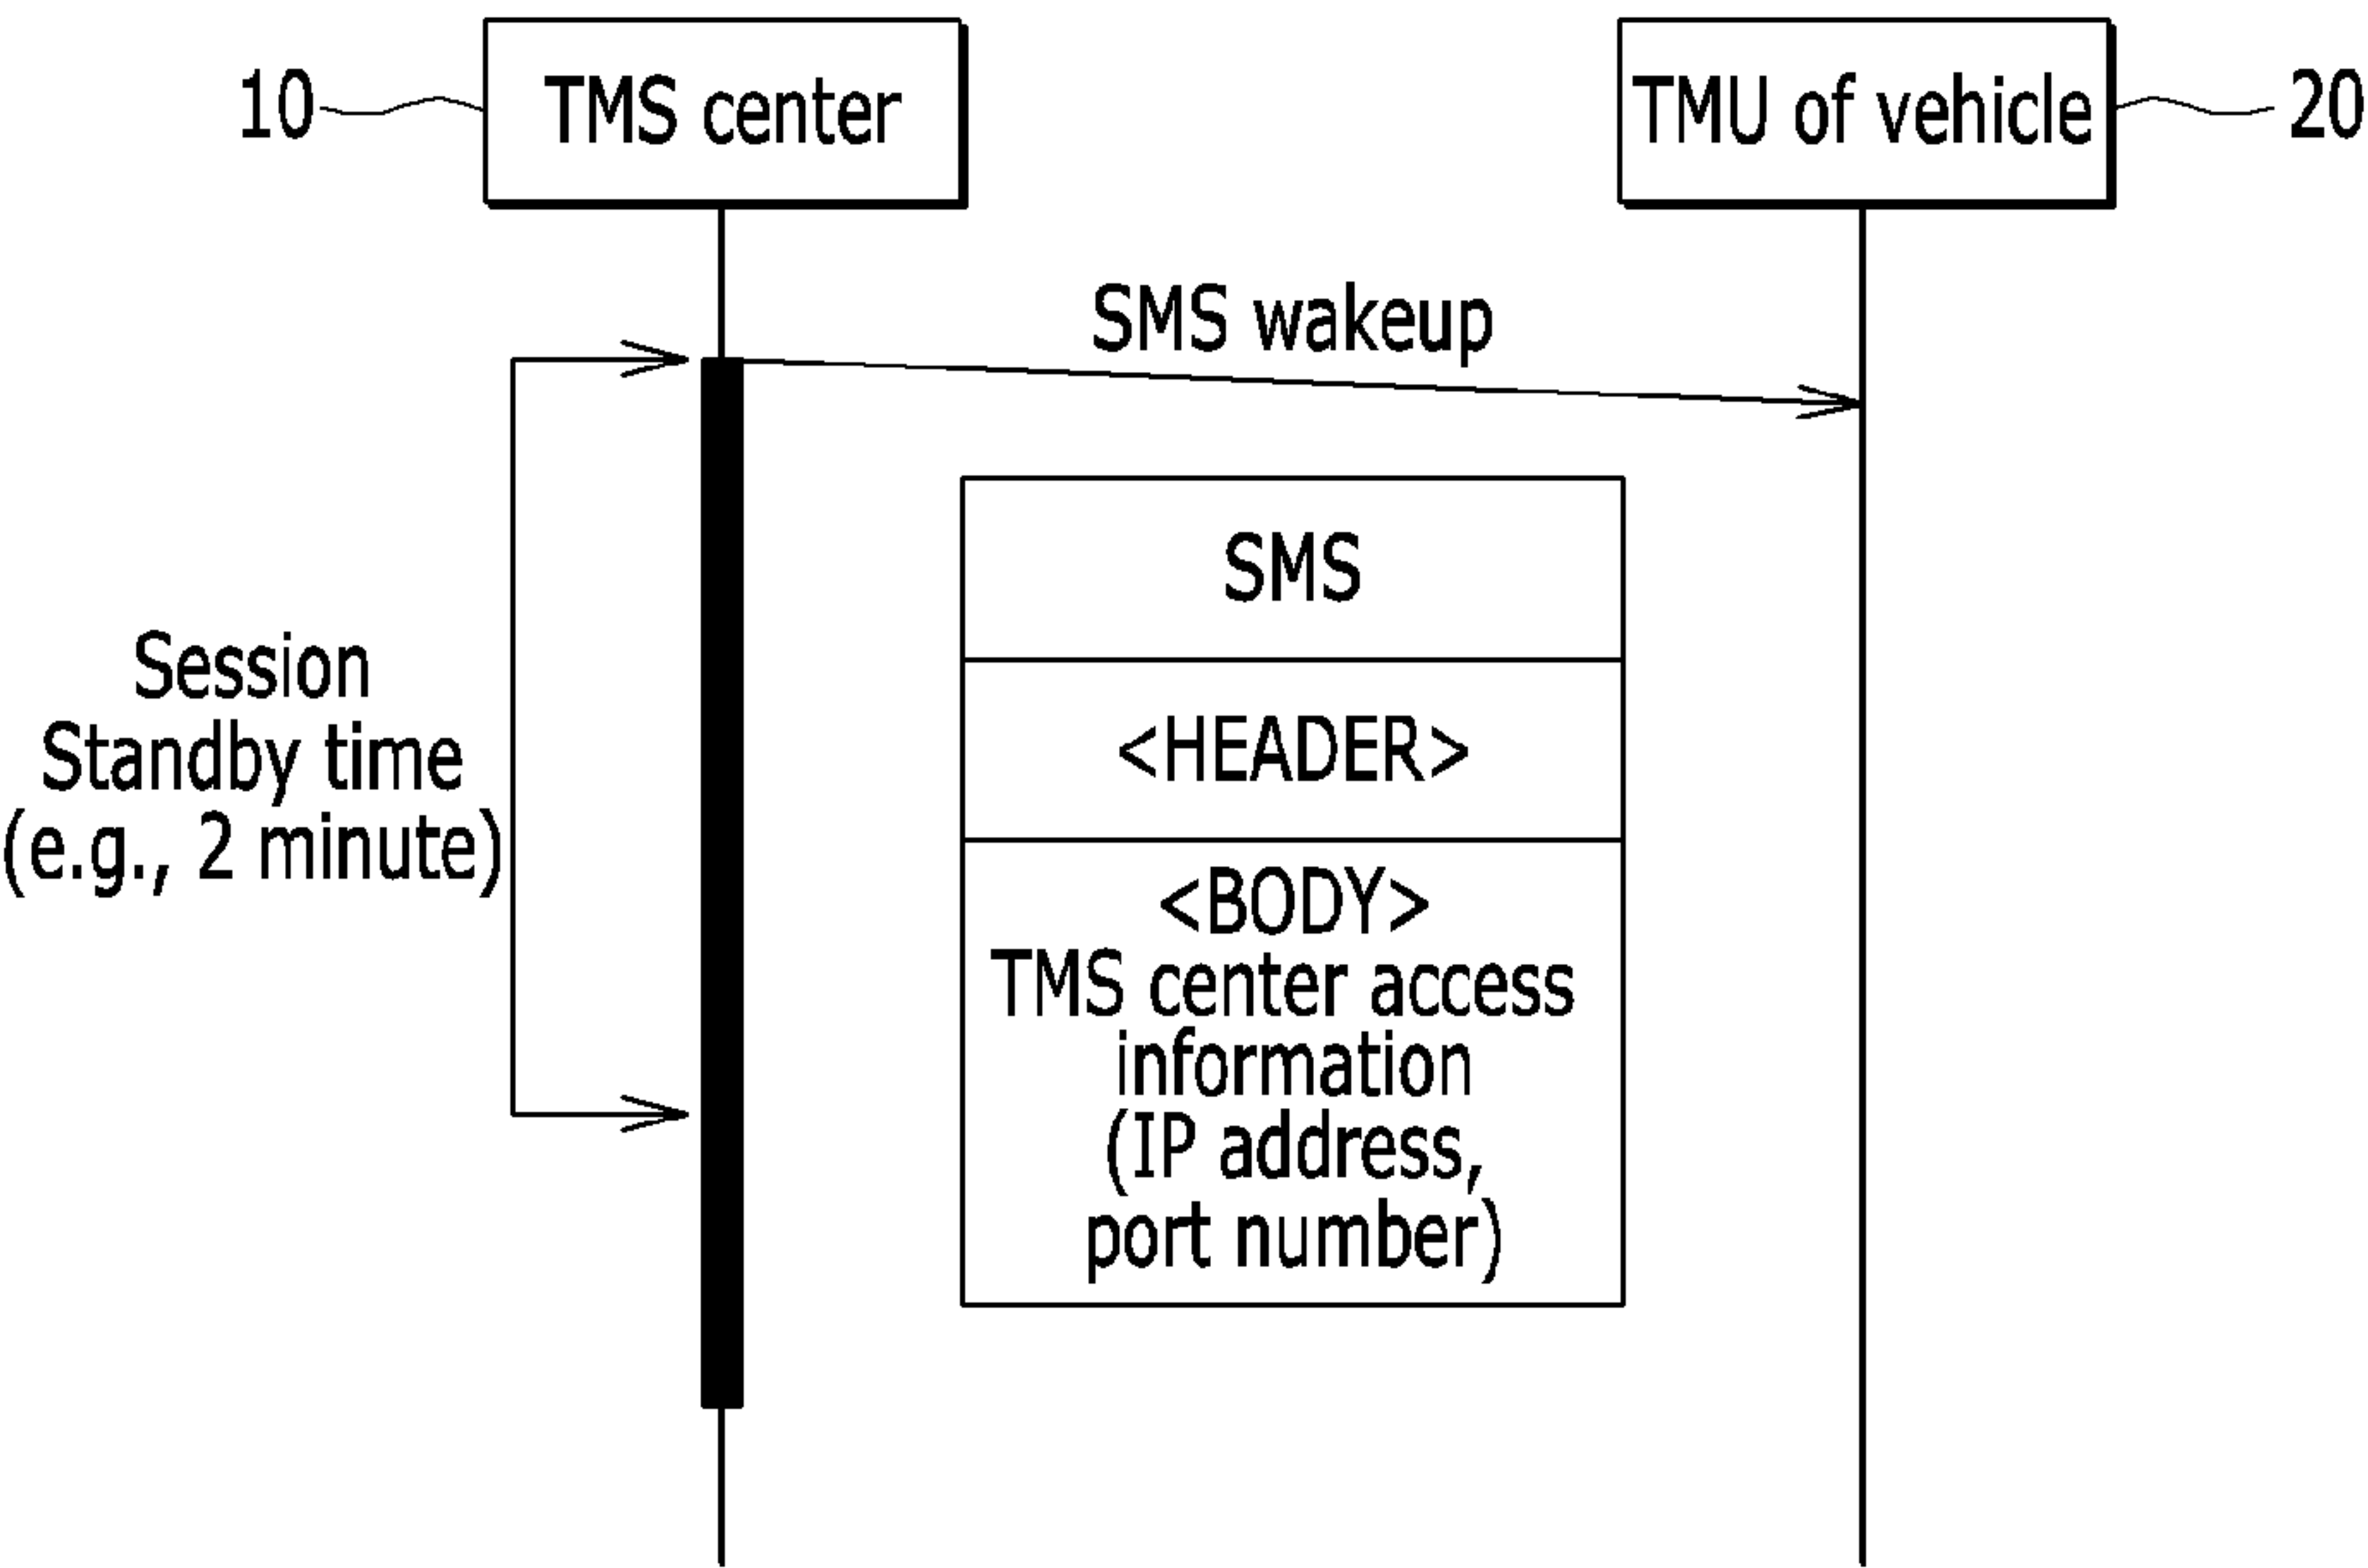 10
TMS center
TMU of vehicle
20
SMS wakeup
Session
Standby time
(e.g., 2 minute)
SMS
<HEADER>
<BODY>
TMS center access
information
(IP address,
port number)